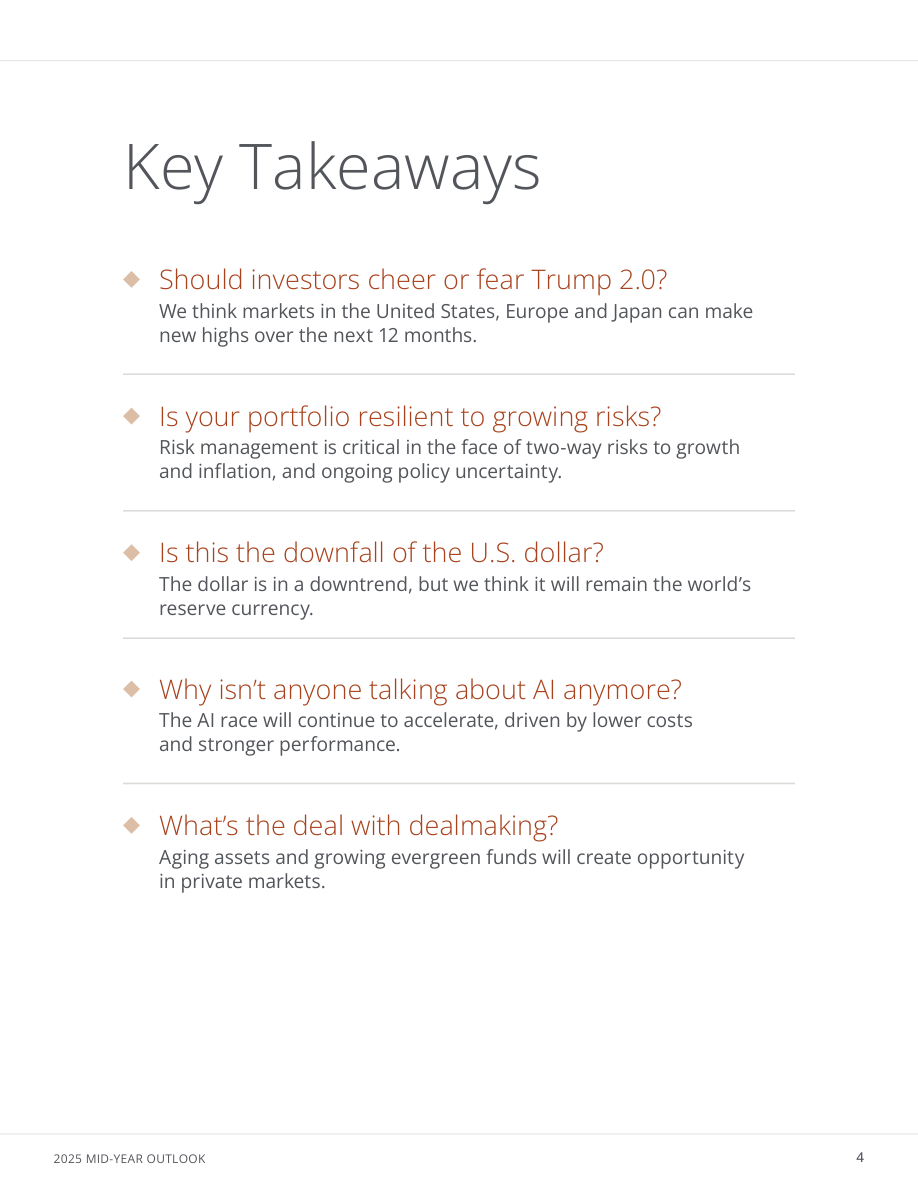 Key Takeaways
Should investors cheer or fear Trump 2.0?
We think markets in the United States, Europe and Japan can make
new highs over the next 12 months.
Is your portfolio resilient to growing risks?
Risk management is critical in the face of two-way risks to growth
and inflation, and ongoing policy uncertainty.
Is this the downfall of the U.S. dollar?
The dollar is in a downtrend, but we think it will remain the world’s
reserve currency.
Why isn’t anyone talking about AI anymore?
The AI race will continue to accelerate, driven by lower costs
and stronger performance.
What’s the deal with dealmaking?
Aging assets and growing evergreen funds will create opportunity
in private markets.
2025 MID-YEAR OUTLOOK
4